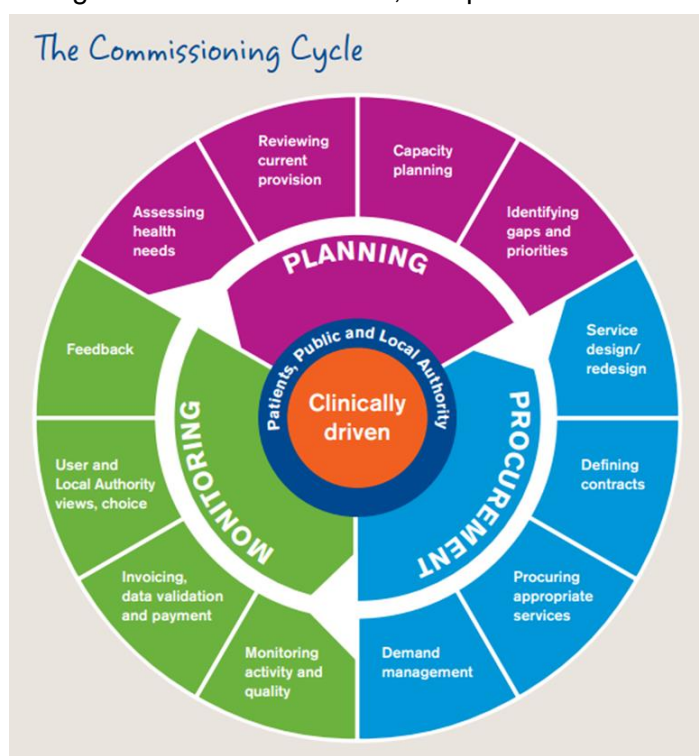 The Commissioning Cycle
Assessing
health
needs
Reviewing
current
provision
Capacity
planning
Identifying
gaps and
priorities
Service
design/
redesign
Defining
contracts
Procuring
appropriate
services
Demand
management
Monitoring
activity and
quality
Invoicing,
data validation
and payment
User and
Local Authority
views, choice
Feedback
PLANNING
PROCUREMENT
MONITORING
Patients, Public and Local Authority
Clinically
driven